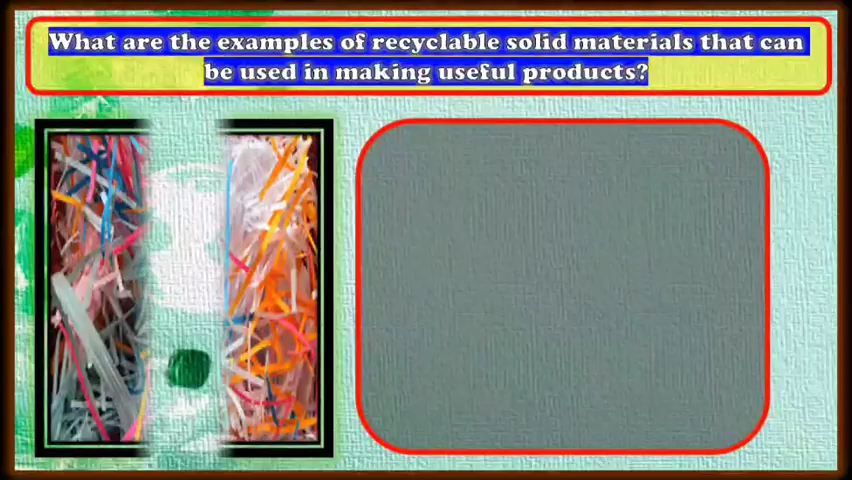 What are the examples of recyclable solid materials that can
be used in making useful products?